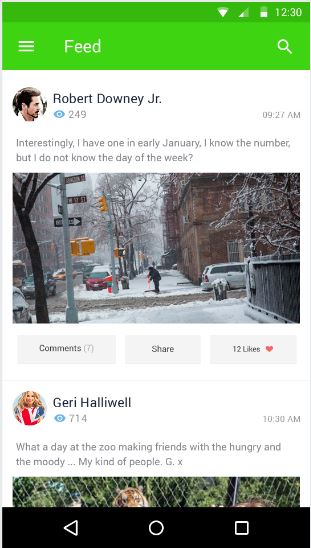 12:30
Feed
Robert Downey Jr.
249
09:27 AM
Interestingly, I have one in early January, I know the number,
but I do not know the day of the week?
Comments (7)
Share
12 Likes
Geri Halliwell
714
10:30 AM
What a day at the zoo making friends with the hungry and
the moody ... My kind of people. G. x